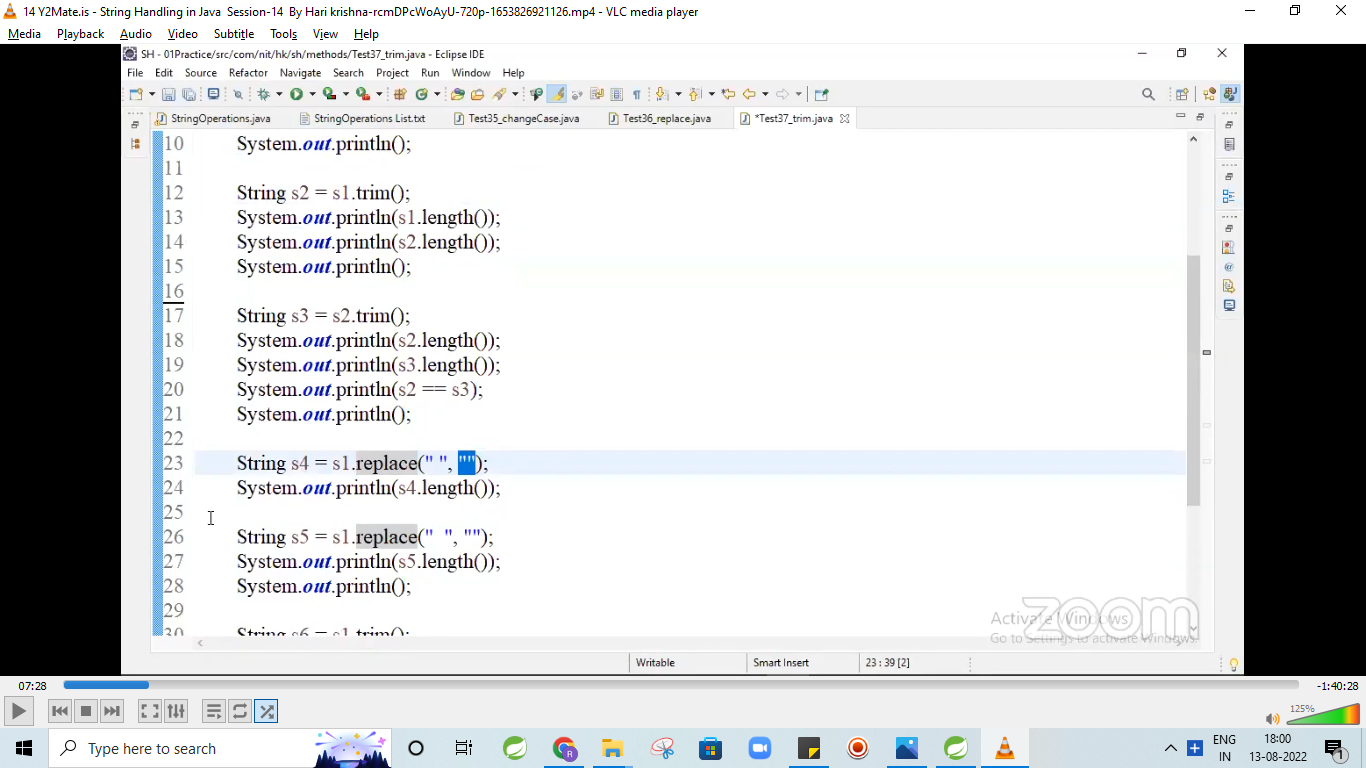 14 Y2Mate.is - String Handling in Java  Session-14  By Hari krishna-rcmDPcWoAyU-720p-1653826921126.mp4 - VLC media player
Media Playback Audio Video Subtitle Tools View Help
SH - 01Practice/src/com/nit/hk/sh/methods/Test37_trim.java - Eclipse IDE
File Edit Source Refactor Navigate Search Project Run Window Help
StringOperations.java StringOperations List.txt Test35_changeCase.java Test36_replace.java *Test37_trim.java
10 System.out.println();
11
12 String s2 = s1.trim();
13 System.out.println(s1.length());
14 System.out.println(s2.length());
15 System.out.println();
16
17 String s3 = s2.trim();
18 System.out.println(s2.length());
19 System.out.println(s3.length());
20 System.out.println(s2 == s3);
21 System.out.println();
22
23 String s4 = s1.replace(" ", "");
24 System.out.println(s4.length());
25
26 String s5 = s1.replace("  ", "");
27 System.out.println(s5.length());
28 System.out.println();
29
30 String s6 = s1.trim();
zoom
Activate Windows
Go to Settings to activate Windows.
Writable Smart Insert 23 : 39 [2]
07:28 -1:40:28
125%
Type here to search
ENG 18:00
IN 13-08-2022
1